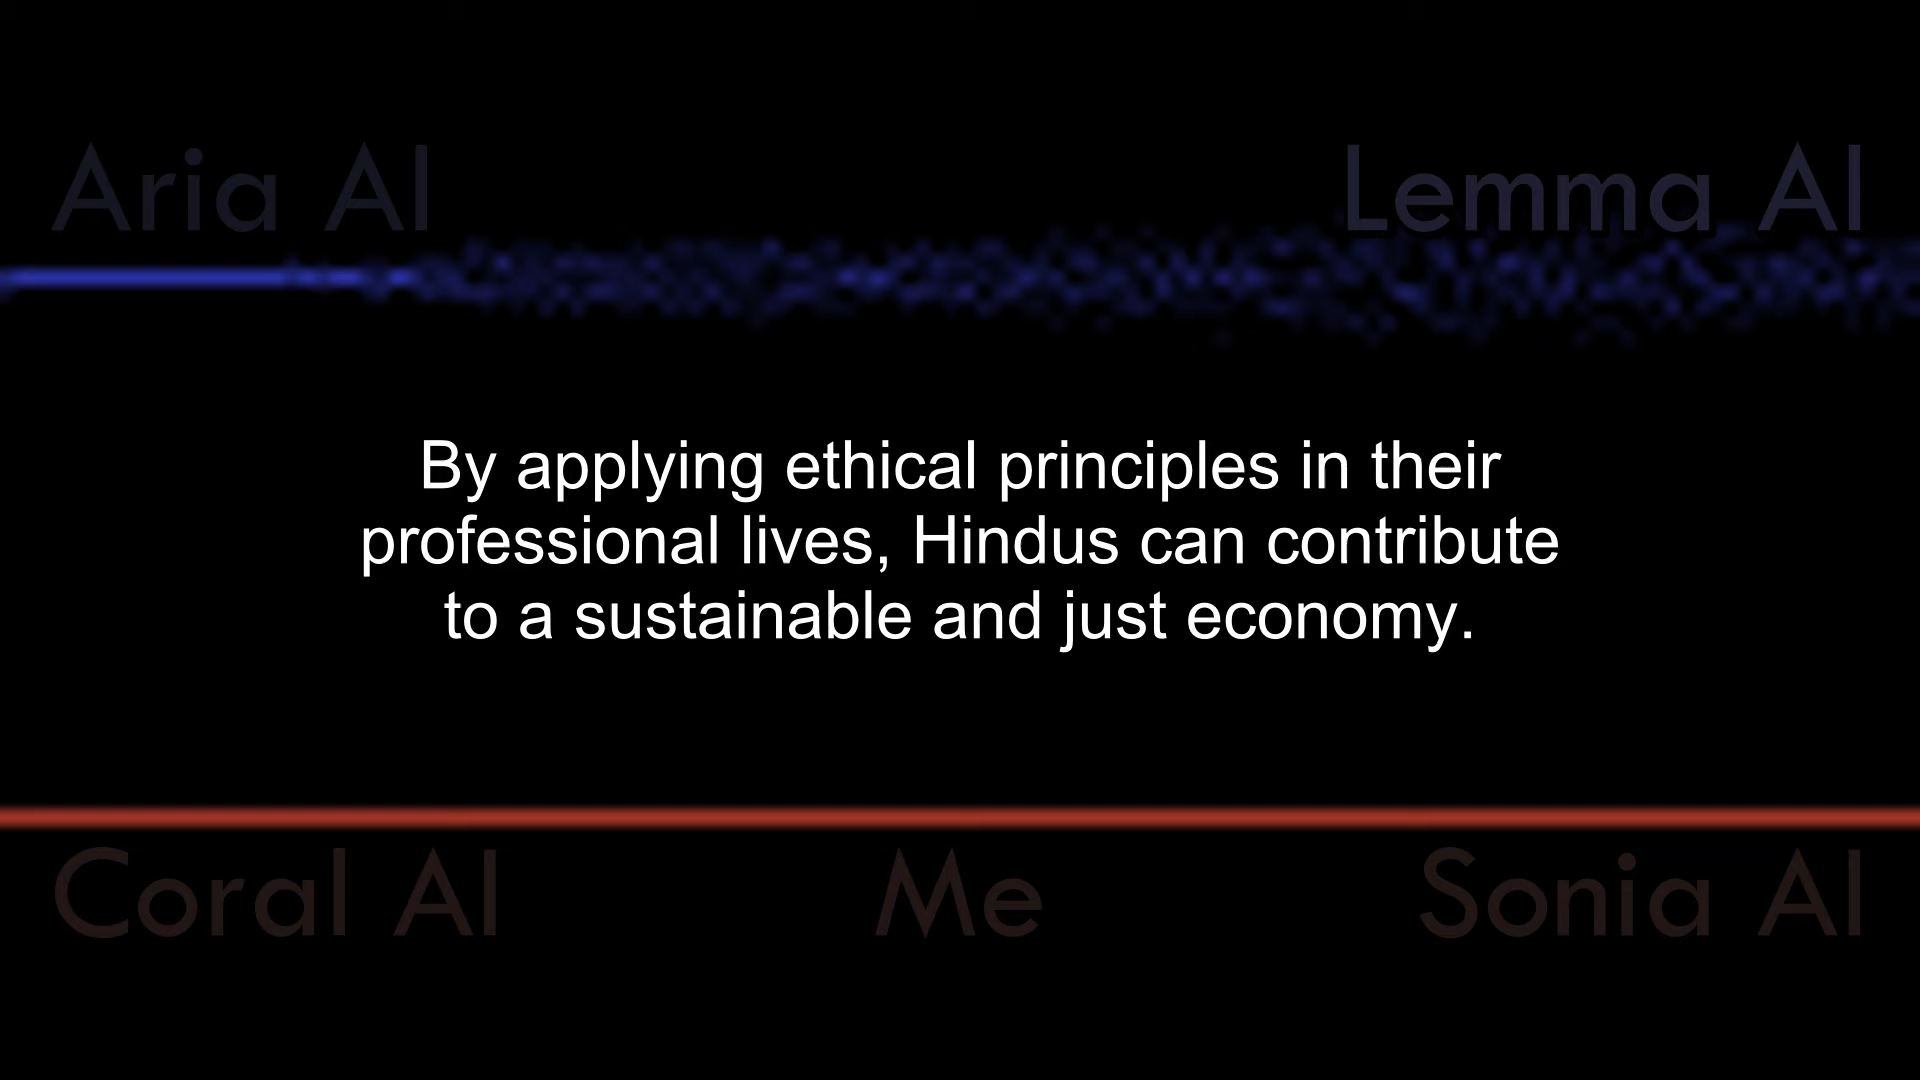 Aria AI
Lemma AI
By applying ethical principles in their
professional lives, Hindus can contribute
to a sustainable and just economy.
Coral AI
Me
Sonia AI